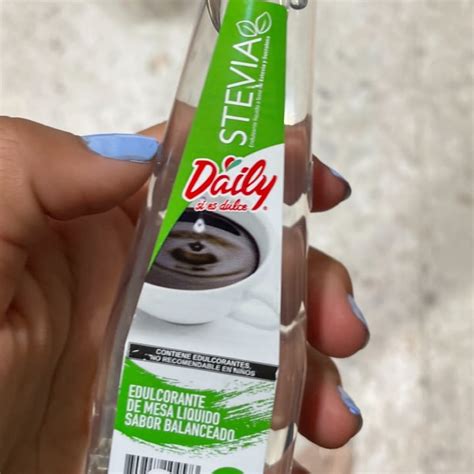 STEVIA
Daily
sí es dulce
CONTIENE EDULCORANTES,
NO RECOMENDABLE EN NIÑOS
EDULCORANTE
DE MESA LÍQUIDO
SABOR BALANCEADO